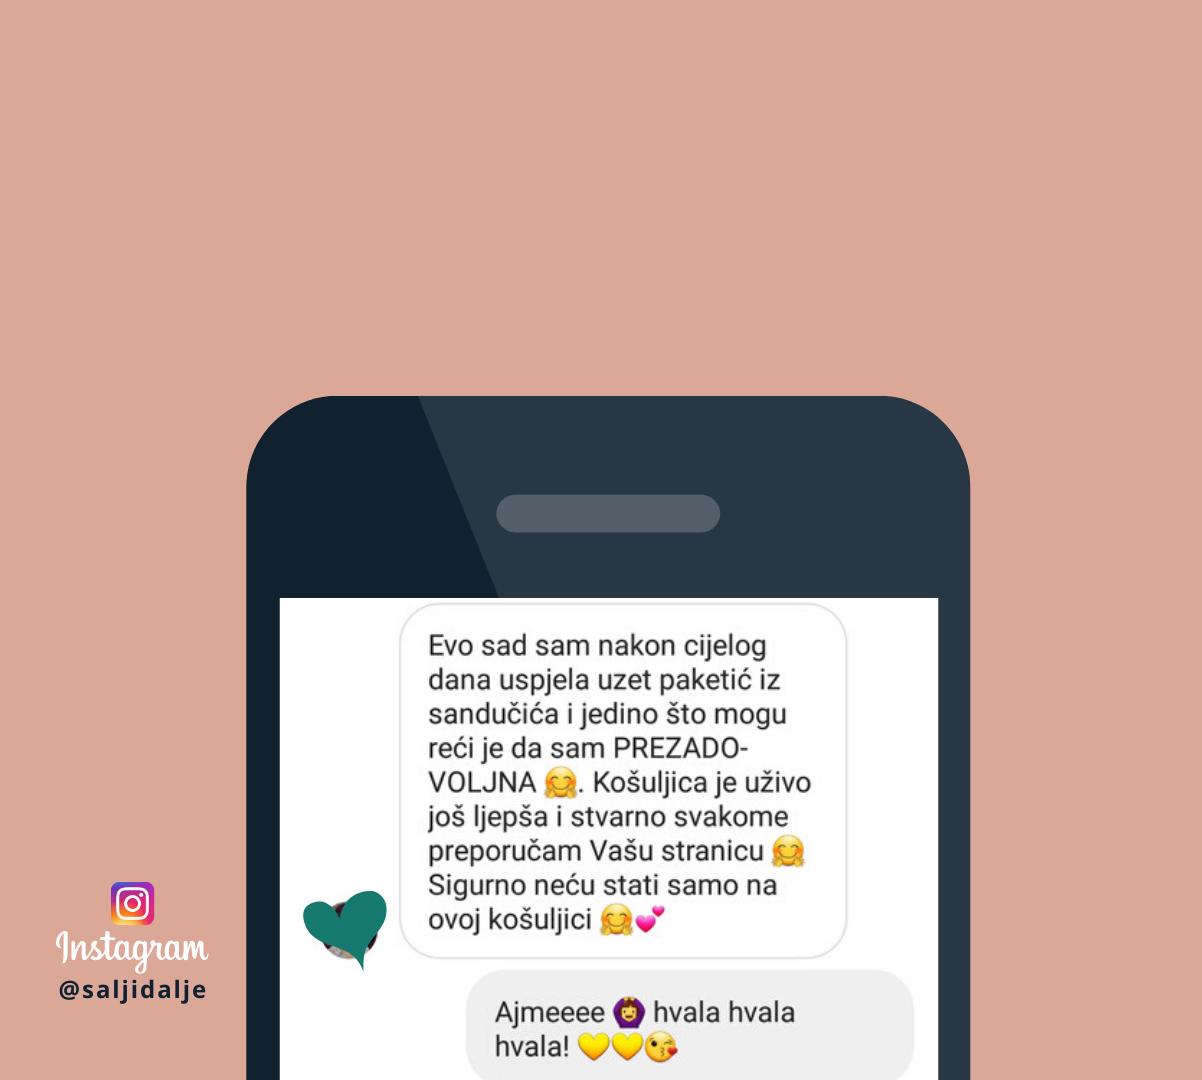 Evo sad sam nakon cijelog
dana uspjela uzet paketić iz
sandučića i jedino što mogu
reći je da sam PREZADO-
VOLJNA 🤗. Košuljica je uživo
još ljepša i stvarno svakome
preporučam Vašu stranicu 🤗
Sigurno neću stati samo na
ovoj košuljici 🤗💕
Ajmeeee 🙆‍♀️ hvala hvala
hvala! 💛💛😘
Instagram
@saljidalje